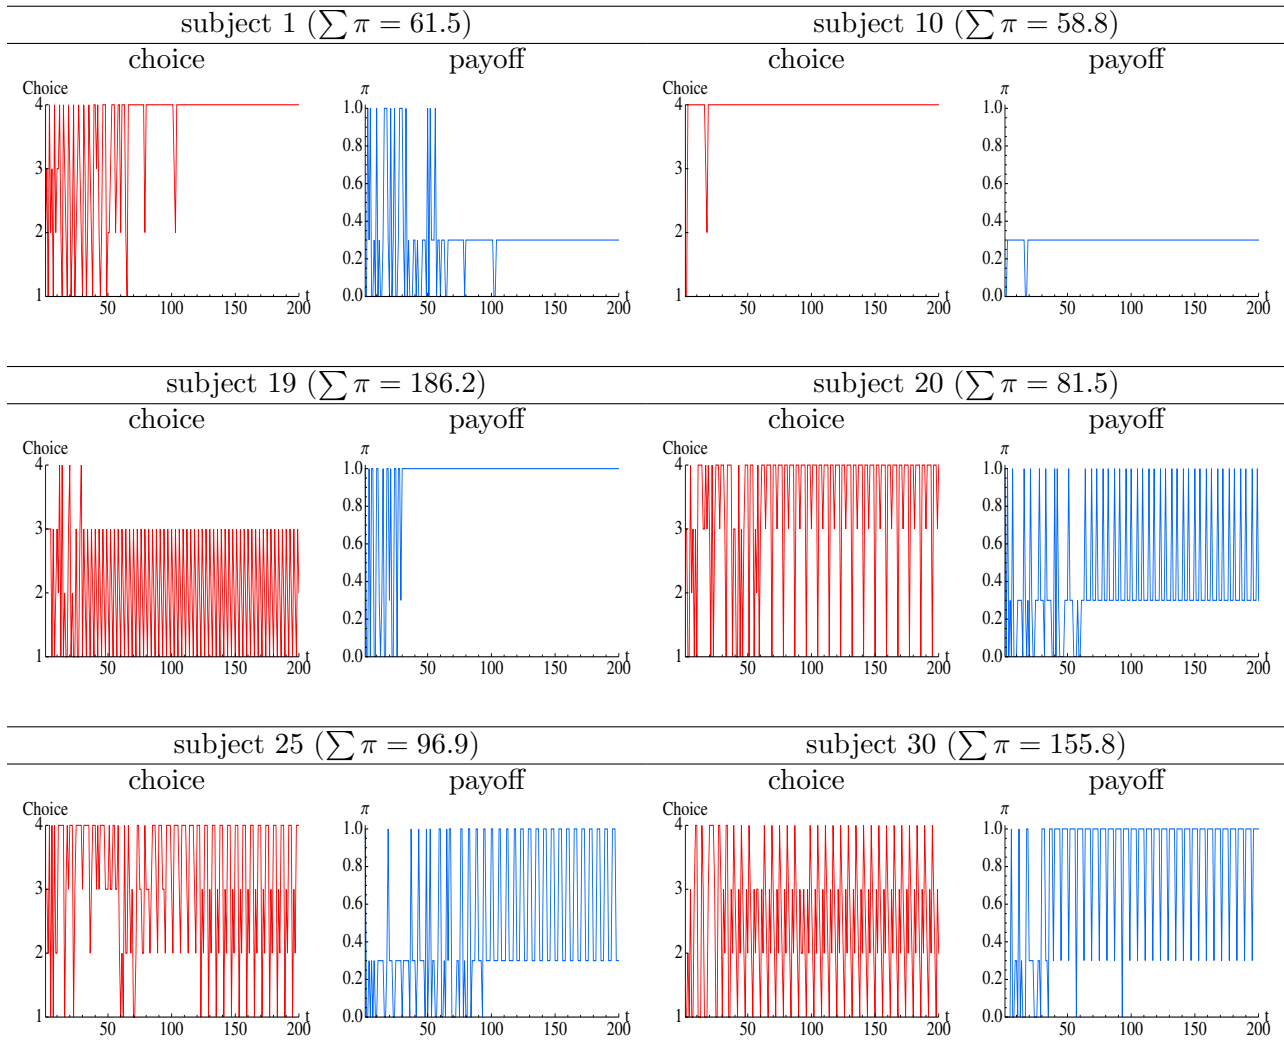 subject 1 (∑ π = 61.5) subject 10 (∑ π = 58.8)
choice payoff choice payoff
Choice π Choice π
4 1.0 4 1.0
0.8 0.8
3 3
0.6 0.6
0.4 0.4
2 2
0.2 0.2
1 0.0 1 0.0
50 100 150 200 t 50 100 150 200 t 50 100 150 200 t 50 100 150 200 t
subject 19 (∑ π = 186.2) subject 20 (∑ π = 81.5)
choice payoff choice payoff
Choice π Choice π
4 1.0 4 1.0
0.8 0.8
3 3
0.6 0.6
0.4 0.4
2 2
0.2 0.2
1 0.0 1 0.0
50 100 150 200 t 50 100 150 200 t 50 100 150 200 t 50 100 150 200 t
subject 25 (∑ π = 96.9) subject 30 (∑ π = 155.8)
choice payoff choice payoff
Choice π Choice π
4 1.0 4 1.0
0.8 0.8
3 3
0.6 0.6
0.4 0.4
2 2
0.2 0.2
1 0.0 1 0.0
50 100 150 200 t 50 100 150 200 t 50 100 150 200 t 50 100 150 200 t